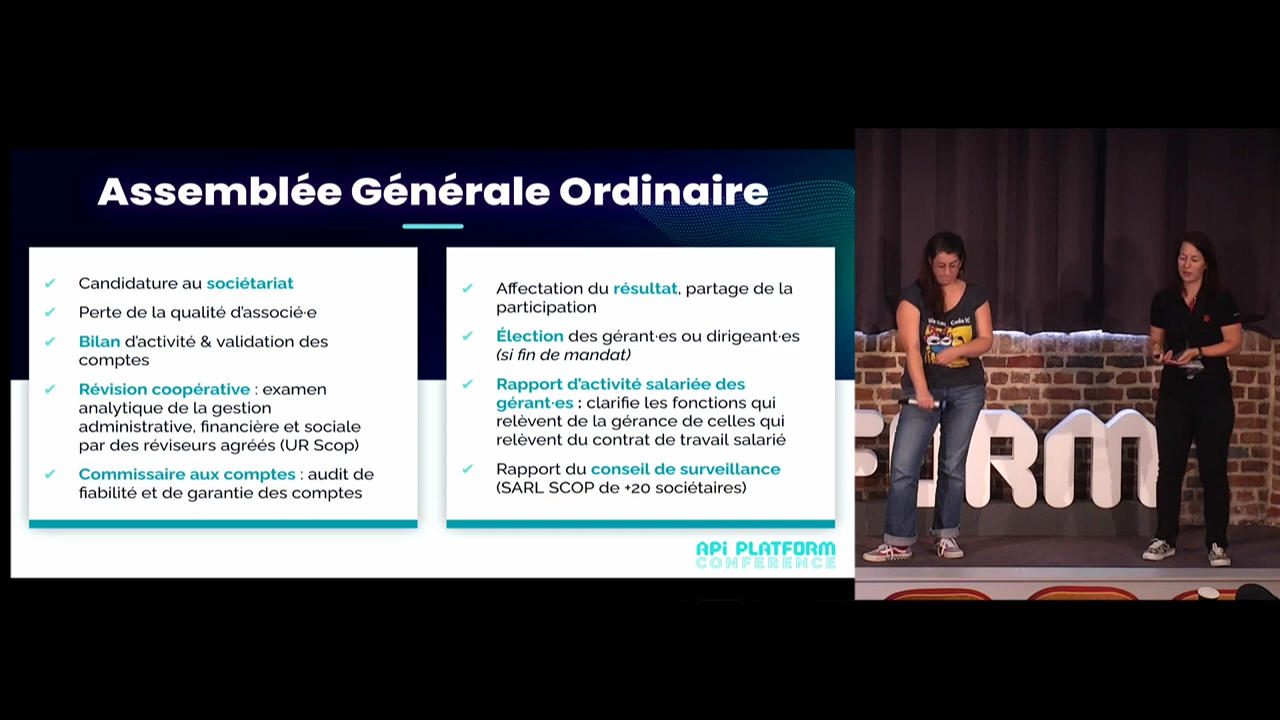 Assemblée Générale Ordinaire
Candidature au sociétariat
Perte de la qualité d'associé·e
Bilan d'activité & validation des
comptes
Révision coopérative : examen
analytique de la gestion
administrative, financière et sociale
par des réviseurs agréés (UR Scop)
Commissaire aux comptes : audit de
fiabilité et de garantie des comptes
Affectation du résultat, partage de la
participation
Élection des gérant·es ou dirigeant·es
(si fin de mandat)
Rapport d'activité salariée des
gérant·es : clarifie les fonctions qui
relèvent de la gérance de celles qui
relèvent du contrat de travail salarié
Rapport du conseil de surveillance
(SARL SCOP de +20 sociétaires)
API PLATFORM
CONFERENCE
FORM